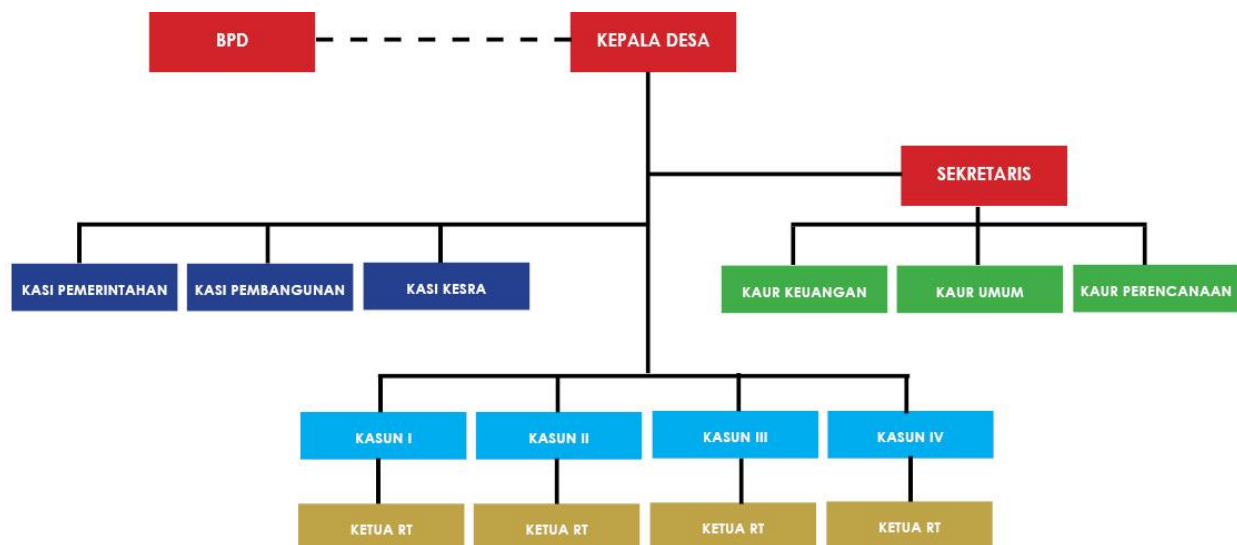 BPD
KEPALA DESA
SEKRETARIS
KASI PEMERINTAHAN
KASI PEMBANGUNAN
KASI KESRA
KAUR KEUANGAN
KAUR UMUM
KAUR PERENCANAAN
KASUN I
KASUN II
KASUN III
KASUN IV
KETUA RT
KETUA RT
KETUA RT
KETUA RT